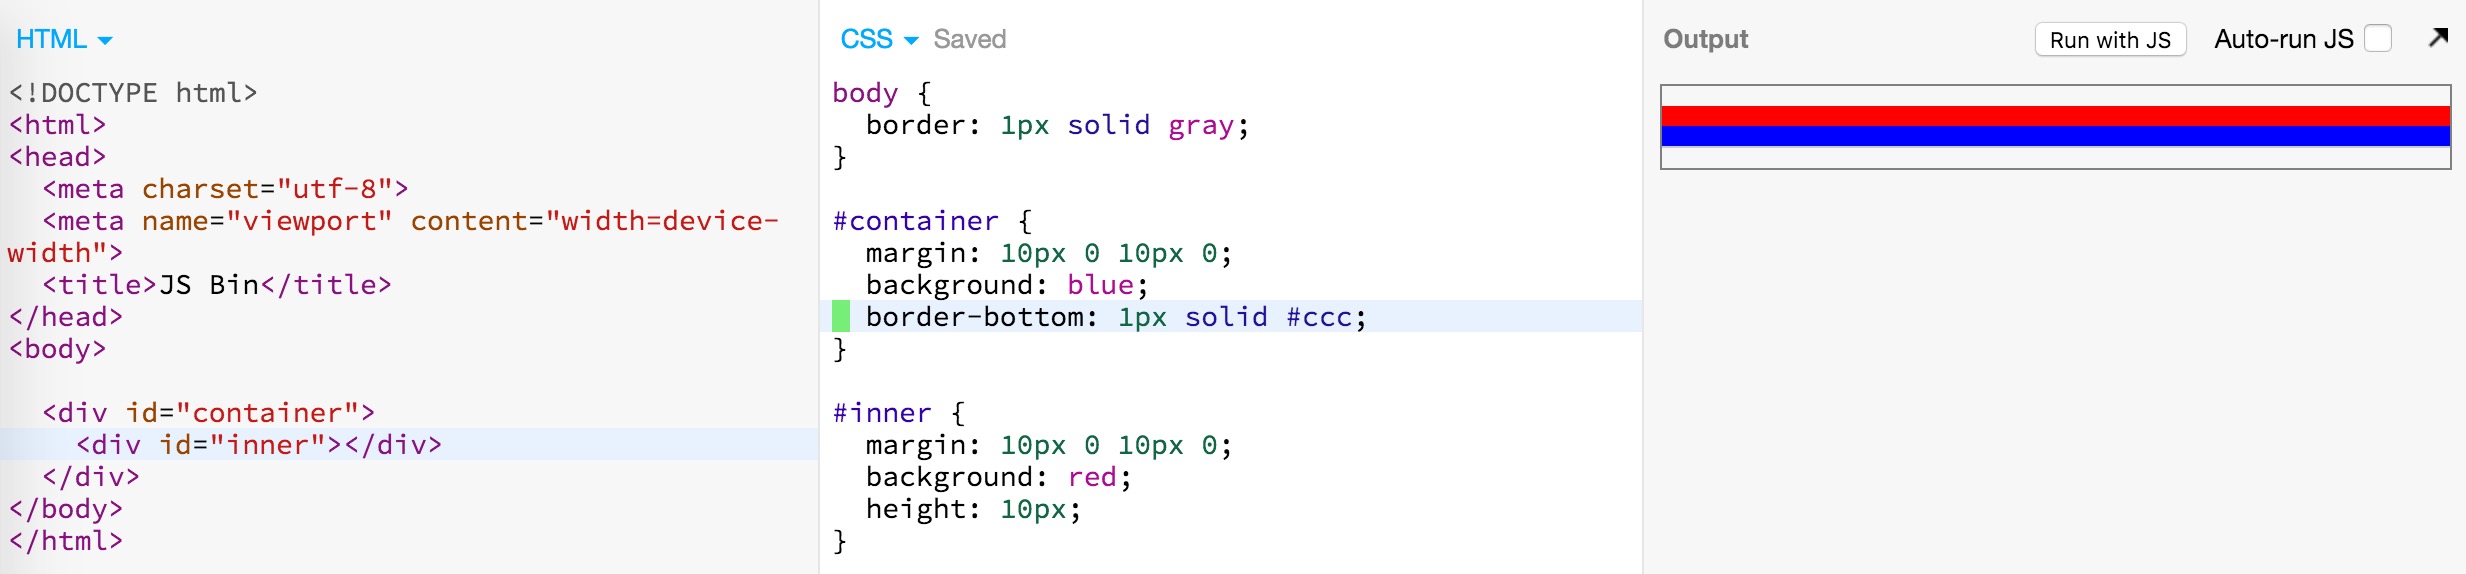 HTML
<!DOCTYPE html>
<html>
<head>
  <meta charset="utf-8">
  <meta name="viewport" content="width=device-
width">
  <title>JS Bin</title>
</head>
<body>

  <div id="container">
    <div id="inner"></div>
  </div>
</body>
</html>
CSS Saved
body {
  border: 1px solid gray;
}

#container {
  margin: 10px 0 10px 0;
  background: blue;
  border-bottom: 1px solid #ccc;
}

#inner {
  margin: 10px 0 10px 0;
  background: red;
  height: 10px;
}
Output Run with JS Auto-run JS